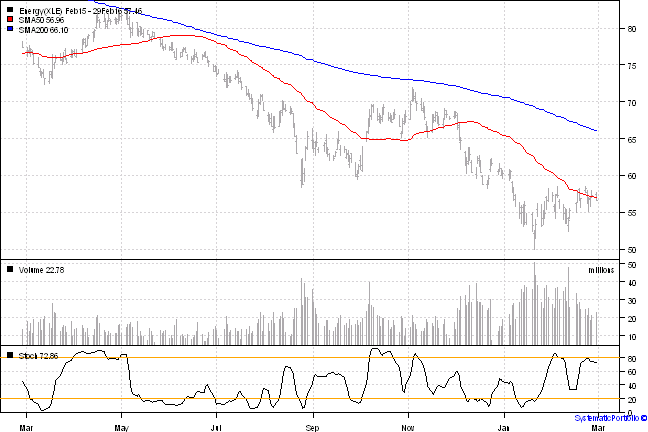 Energy(XLE) Feb15 - 29Feb16 57.46
SMA50 56.96
SMA200 66.10
80
75
70
65
60
55
50
Volume 22.78
millions
50
40
30
20
10
Stoch 72.86
80
60
40
20
0
Mar May Jul Sep Nov Jan Mar
SystematicPortfolio ©